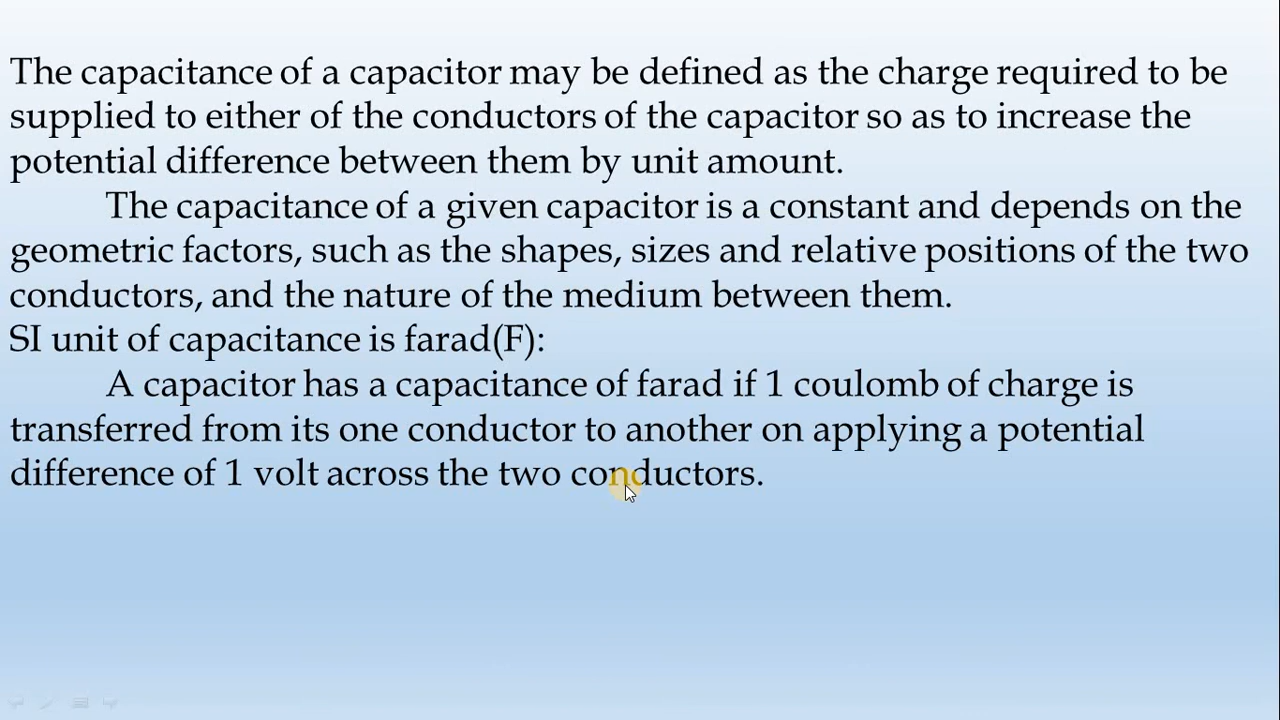 The capacitance of a capacitor may be defined as the charge required to be
supplied to either of the conductors of the capacitor so as to increase the
potential difference between them by unit amount.
The capacitance of a given capacitor is a constant and depends on the
geometric factors, such as the shapes, sizes and relative positions of the two
conductors, and the nature of the medium between them.
SI unit of capacitance is farad(F):
A capacitor has a capacitance of farad if 1 coulomb of charge is
transferred from its one conductor to another on applying a potential
difference of 1 volt across the two conductors.